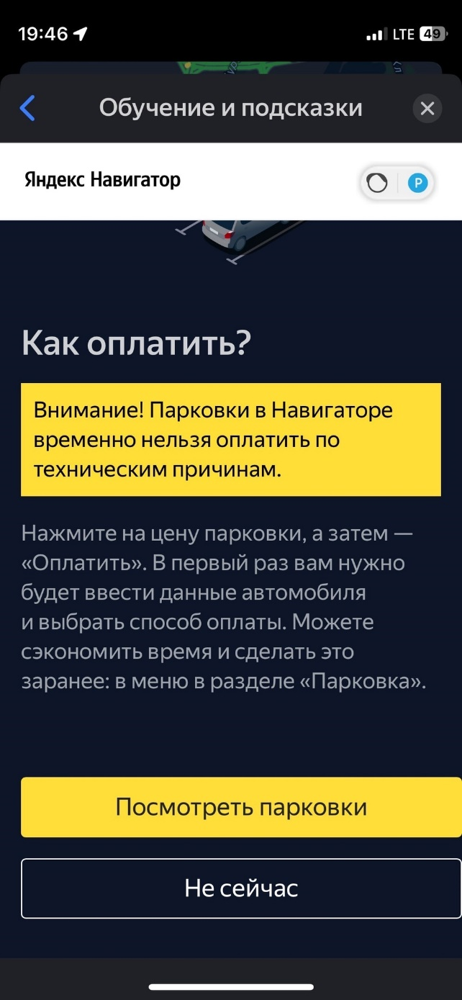 19:46
LTE 49
Обучение и подсказки
Яндекс Навигатор
P
Как оплатить?
Внимание! Парковки в Навигаторе
временно нельзя оплатить по
техническим причинам.
Нажмите на цену парковки, а затем —
«Оплатить». В первый раз вам нужно
будет ввести данные автомобиля
и выбрать способ оплаты. Можете
сэкономить время и сделать это
заранее: в меню в разделе «Парковка».
Посмотреть парковки
Не сейчас